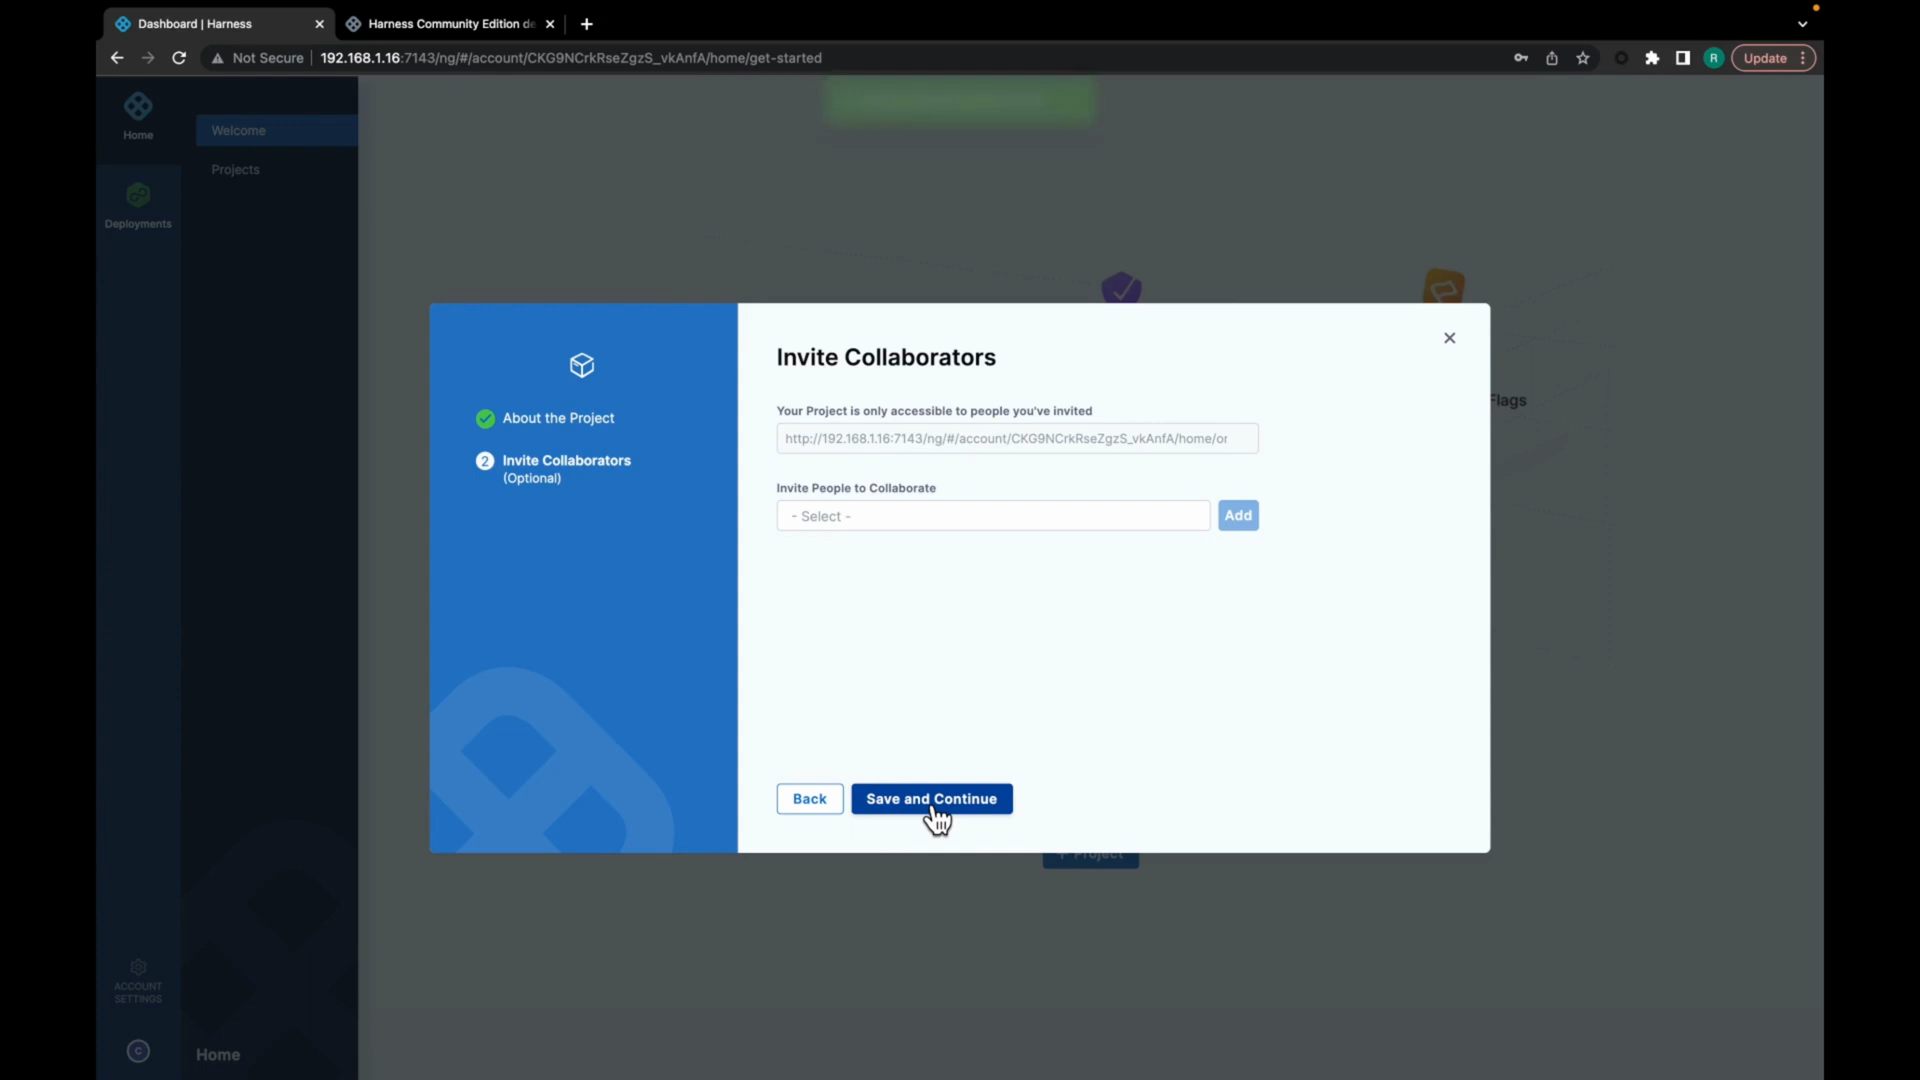 Dashboard | Harness
Harness Community Edition de
Not Secure
192.168.1.16:7143/ng/#/account/CKG9NCrkRseZgzS_vkAnfA/home/get-started
R
Update
Home
Welcome
Projects
Deployments
Flags
Invite Collaborators
About the Project
Your Project is only accessible to people you've invited
http://192.168.1.16:7143/ng/#/account/CKG9NCrkRseZgzS_vkAnfA/home/or
2 Invite Collaborators
(Optional)
Invite People to Collaborate
- Select -
Add
Back
Save and Continue
+ Project
ACCOUNT
SETTINGS
C
Home